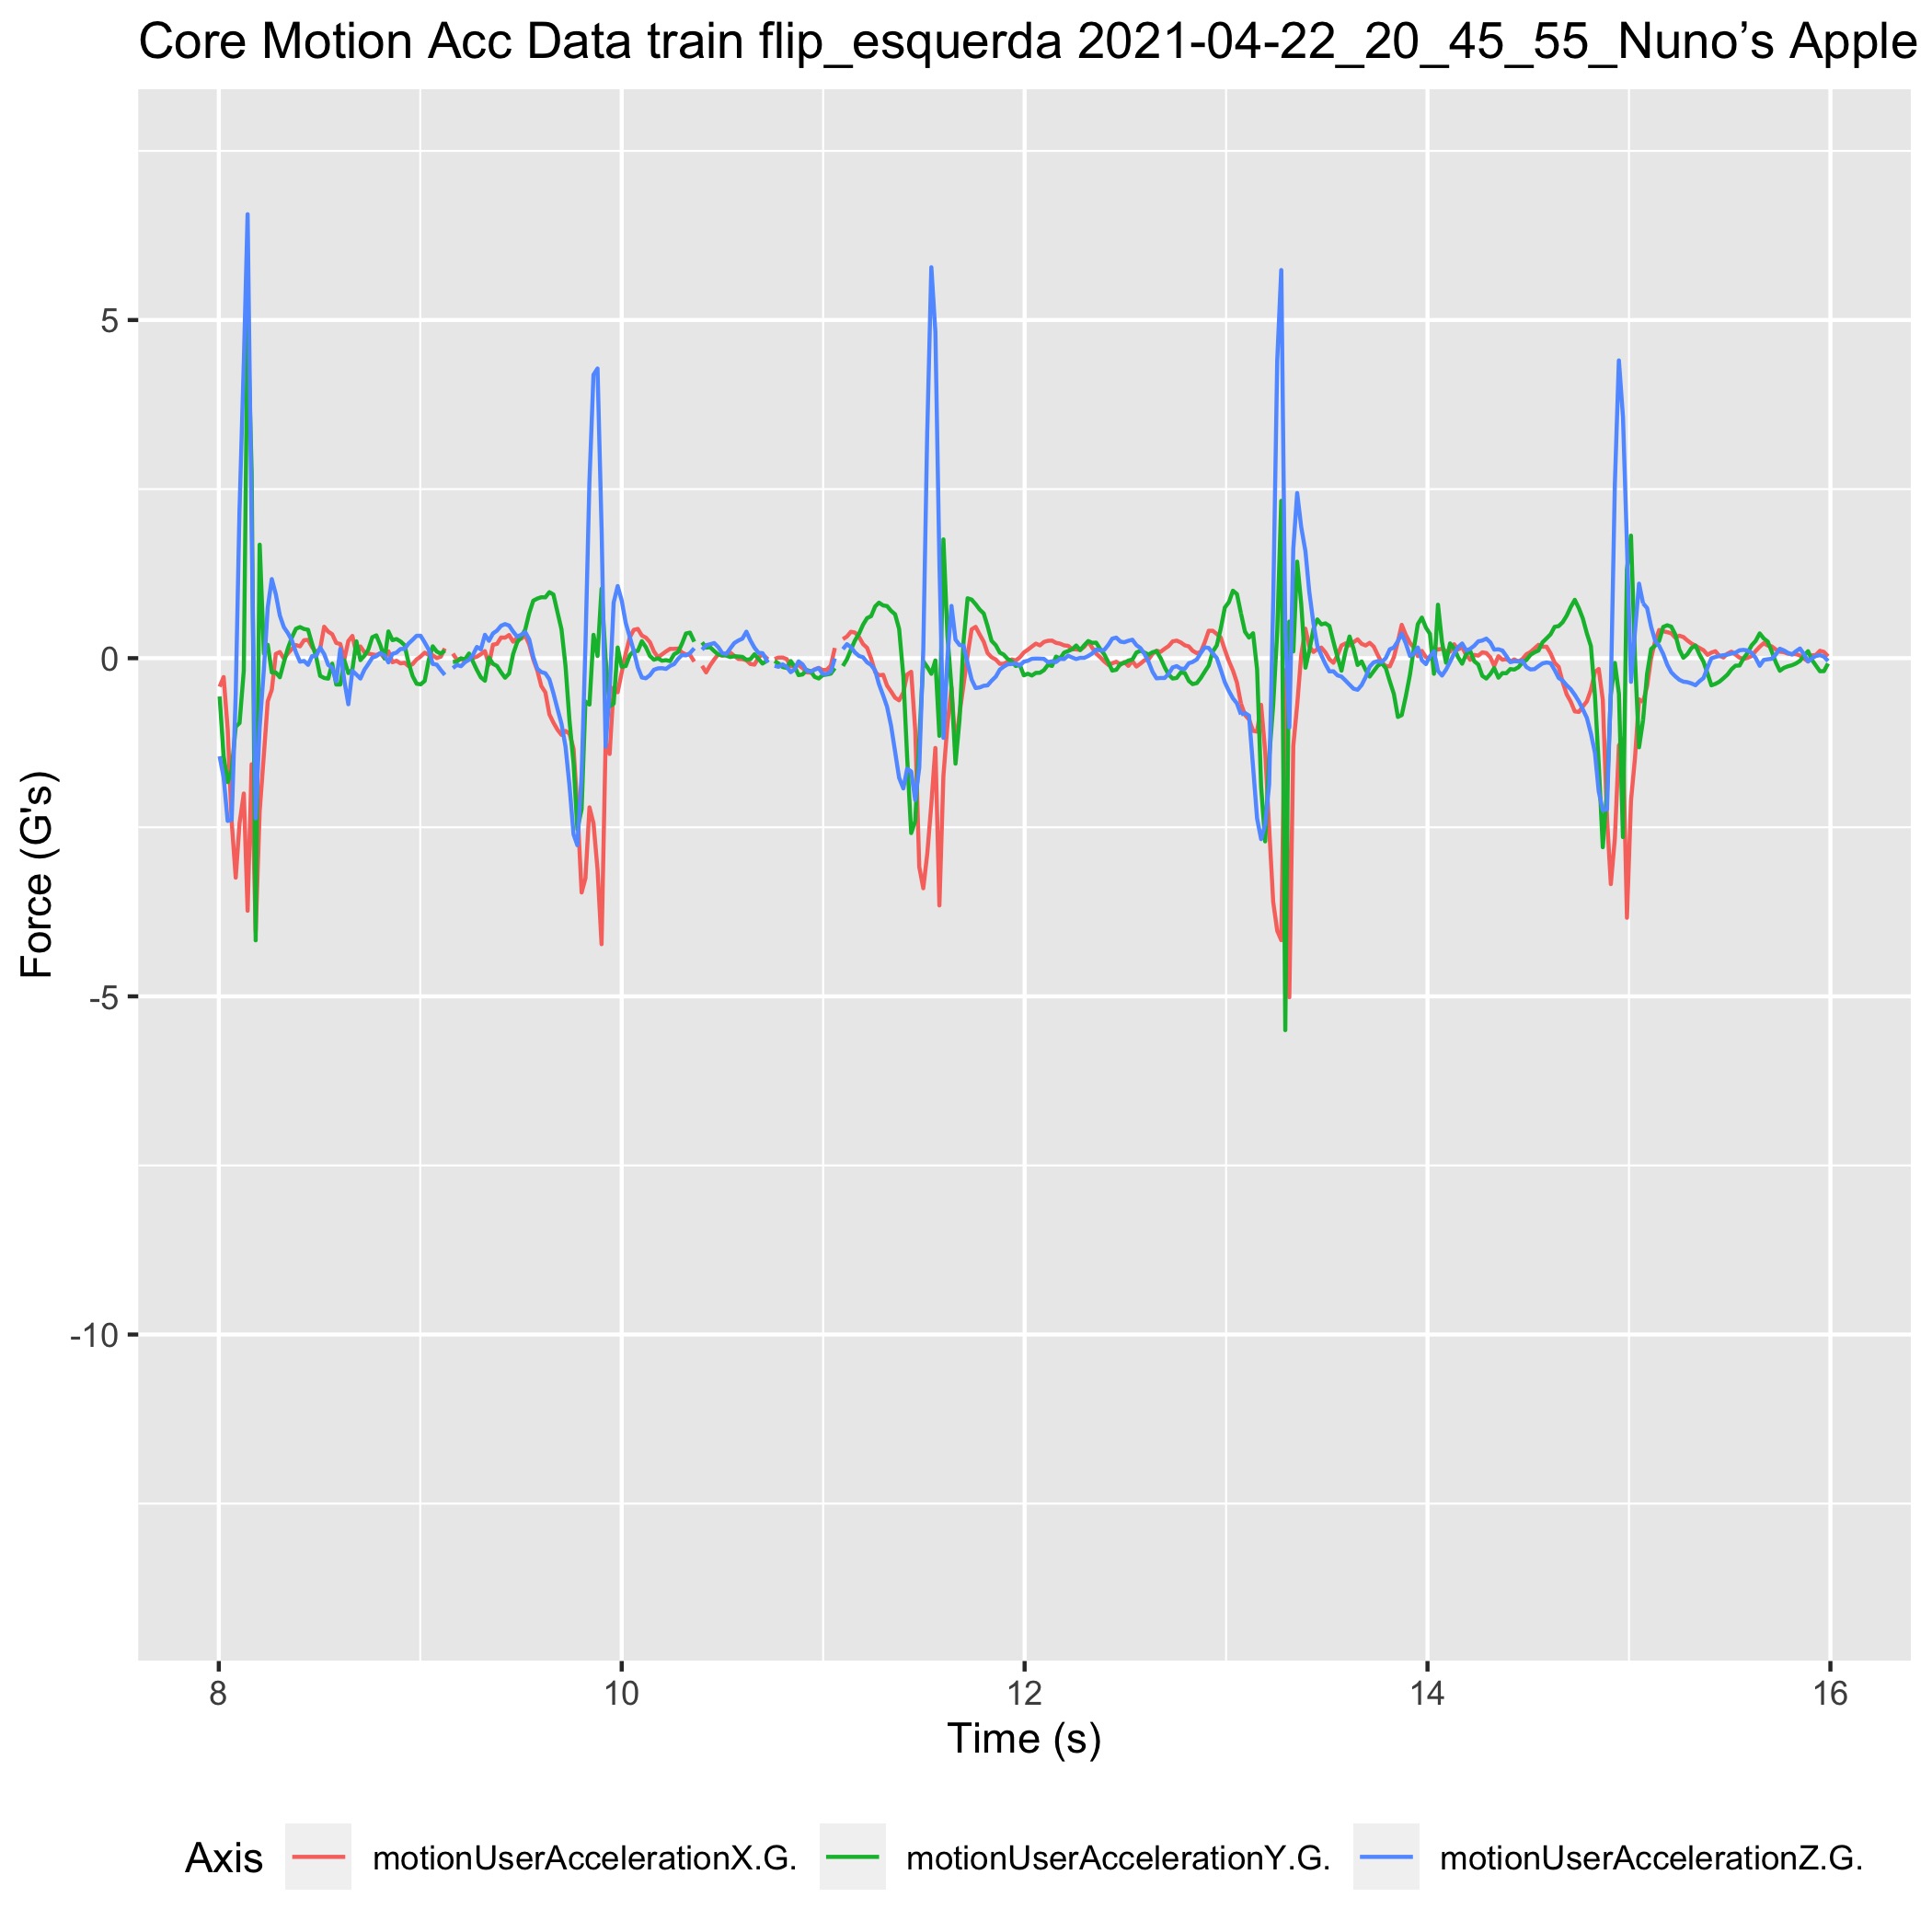 Core Motion Acc Data train flip_esquerda 2021-04-22_20_45_55_Nuno’s Apple
Force (G's)
5
0
-5
-10
8 10 12 14 16
Time (s)
Axis motionUserAccelerationX.G. motionUserAccelerationY.G. motionUserAccelerationZ.G.